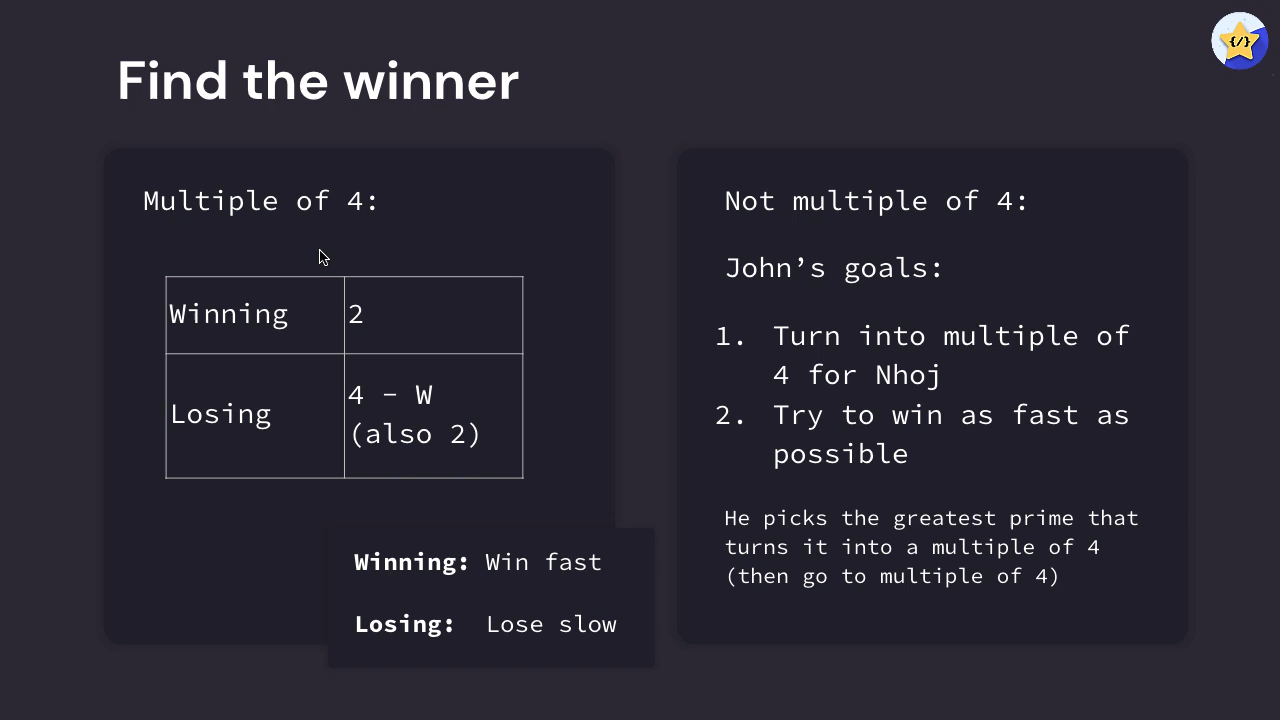 {/}
Find the winner
Multiple of 4:
Winning
2
Losing
4 - W
(also 2)
Winning: Win fast
Losing: Lose slow
Not multiple of 4:
John’s goals:
1. Turn into multiple of
4 for Nhoj
2. Try to win as fast as
possible
He picks the greatest prime that
turns it into a multiple of 4
(then go to multiple of 4)